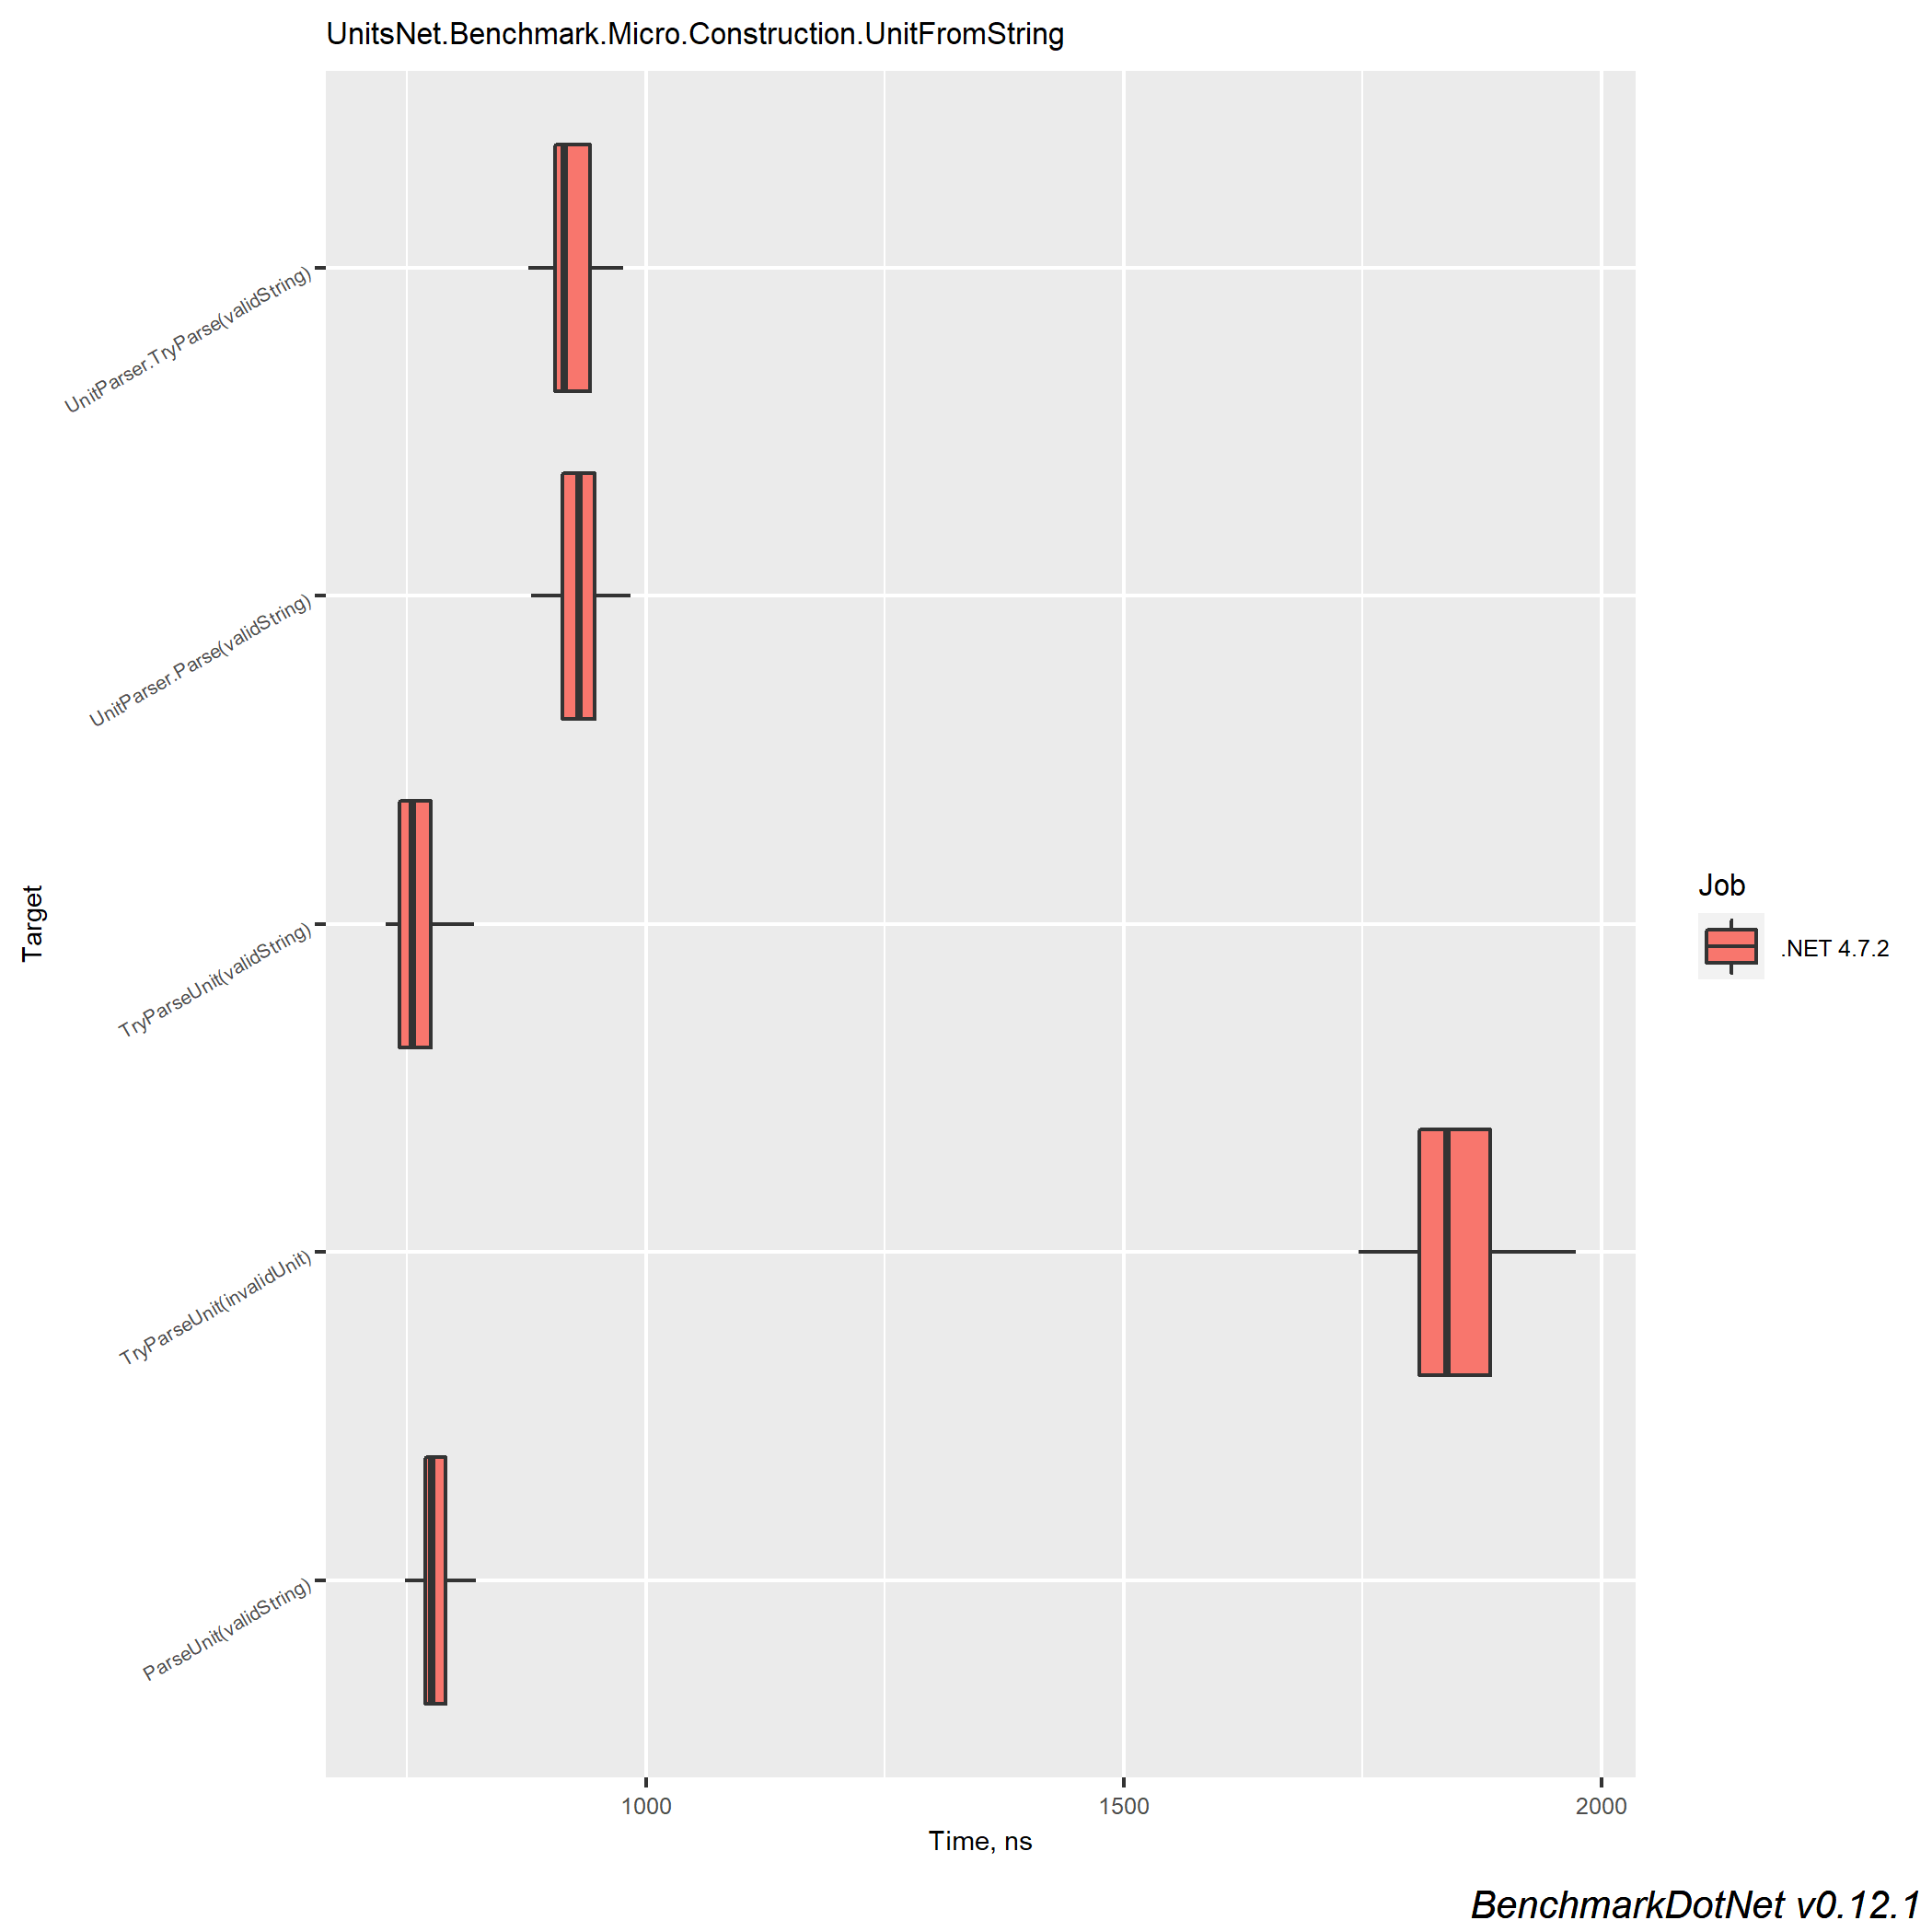 UnitsNet.Benchmark.Micro.Construction.UnitFromString
Target
UnitParser.TryParse(validString)
UnitParser.Parse(validString)
TryParseUnit(validString)
TryParseUnit(invalidUnit)
ParseUnit(validString)
Job
.NET 4.7.2
1000 1500 2000
Time, ns
BenchmarkDotNet v0.12.1